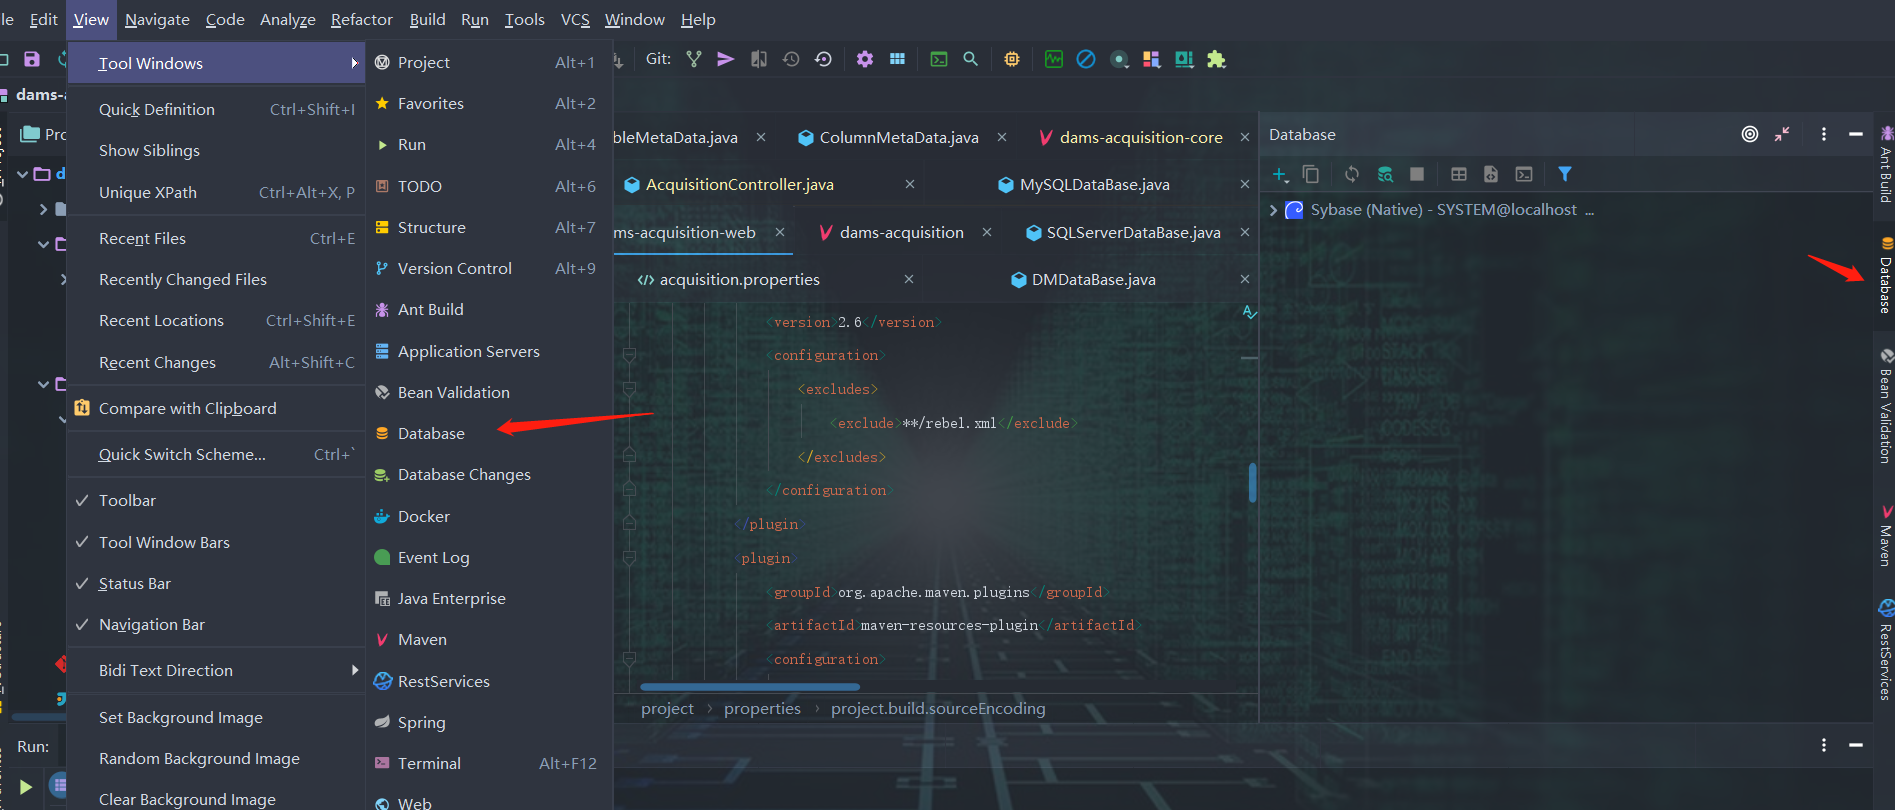 le Edit View Navigate Code Analyze Refactor Build Run Tools VCS Window Help
Git:
dams-a
Pro
Tool Windows
Quick Definition Ctrl+Shift+I
Show Siblings
Unique XPath Ctrl+Alt+X, P
Recent Files Ctrl+E
Recently Changed Files
Recent Locations Ctrl+Shift+E
Recent Changes Alt+Shift+C
Compare with Clipboard
Quick Switch Scheme... Ctrl+`
Toolbar
Tool Window Bars
Status Bar
Navigation Bar
Bidi Text Direction
Set Background Image
Random Background Image
Clear Background Image
Project Alt+1
Favorites Alt+2
Run Alt+4
TODO Alt+6
Structure Alt+7
Version Control Alt+9
Ant Build
Application Servers
Bean Validation
Database
Database Changes
Docker
Event Log
Java Enterprise
Maven
RestServices
Spring
Terminal Alt+F12
Web
bleMetaData.java ColumnMetaData.java dams-acquisition-core
AcquisitionController.java MySQLDataBase.java
ms-acquisition-web dams-acquisition SQLServerDataBase.java
acquisition.properties DMDataBase.java
<version>2.6</version>
<configuration>
<excludes>
<exclude>**/rebel.xml</exclude>
</excludes>
</configuration>
</plugin>
<plugin>
<groupId>org.apache.maven.plugins</groupId>
<artifactId>maven-resources-plugin</artifactId>
<configuration>
project › properties › project.build.sourceEncoding
Database
Sybase (Native) - SYSTEM@localhost ...
Ant Build
Database
Bean Validation
Maven
RestServices
Run: